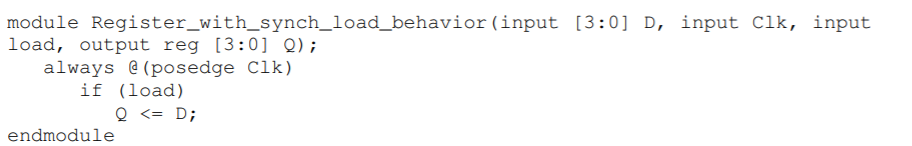 module Register_with_synch_load_behavior(input [3:0] D, input Clk, input
load, output reg [3:0] Q);
   always @(posedge Clk)
      if (load)
         Q <= D;
endmodule